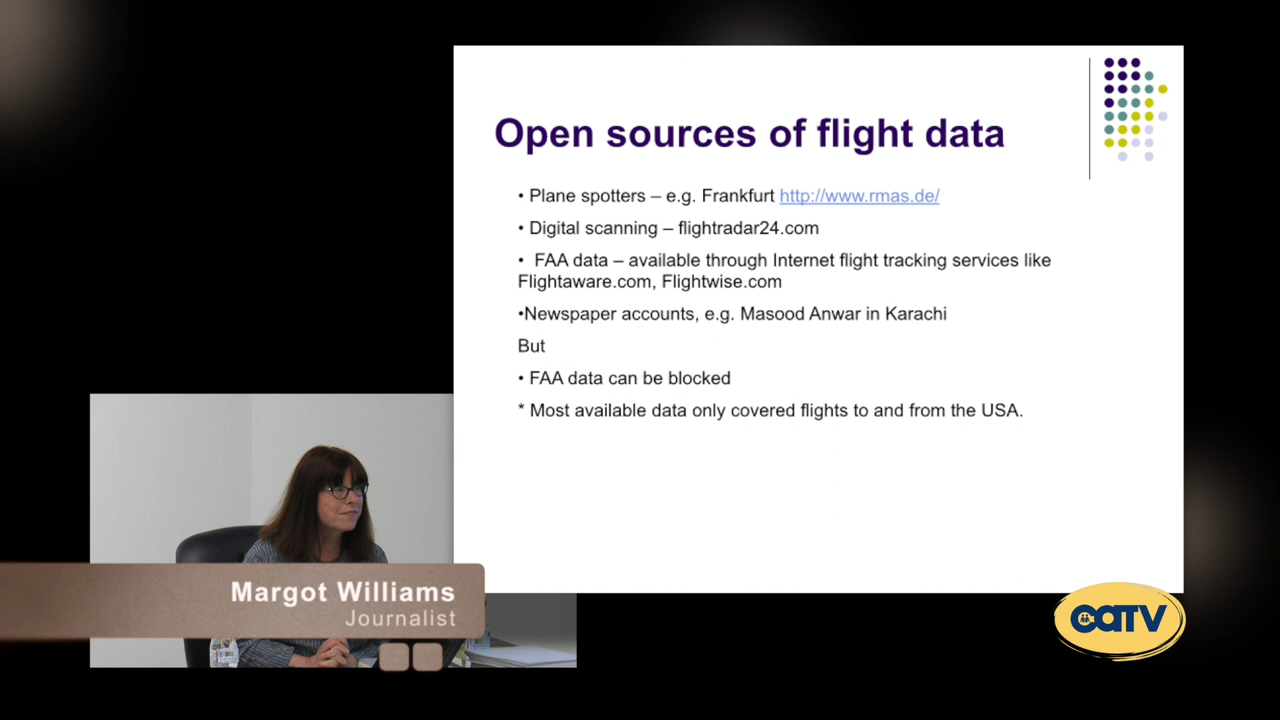 Open sources of flight data
• Plane spotters – e.g. Frankfurt http://www.rmas.de/
• Digital scanning – flightradar24.com
• FAA data – available through Internet flight tracking services like
Flightaware.com, Flightwise.com
•Newspaper accounts, e.g. Masood Anwar in Karachi
But
• FAA data can be blocked
* Most available data only covered flights to and from the USA.
Margot Williams
Journalist
CATV